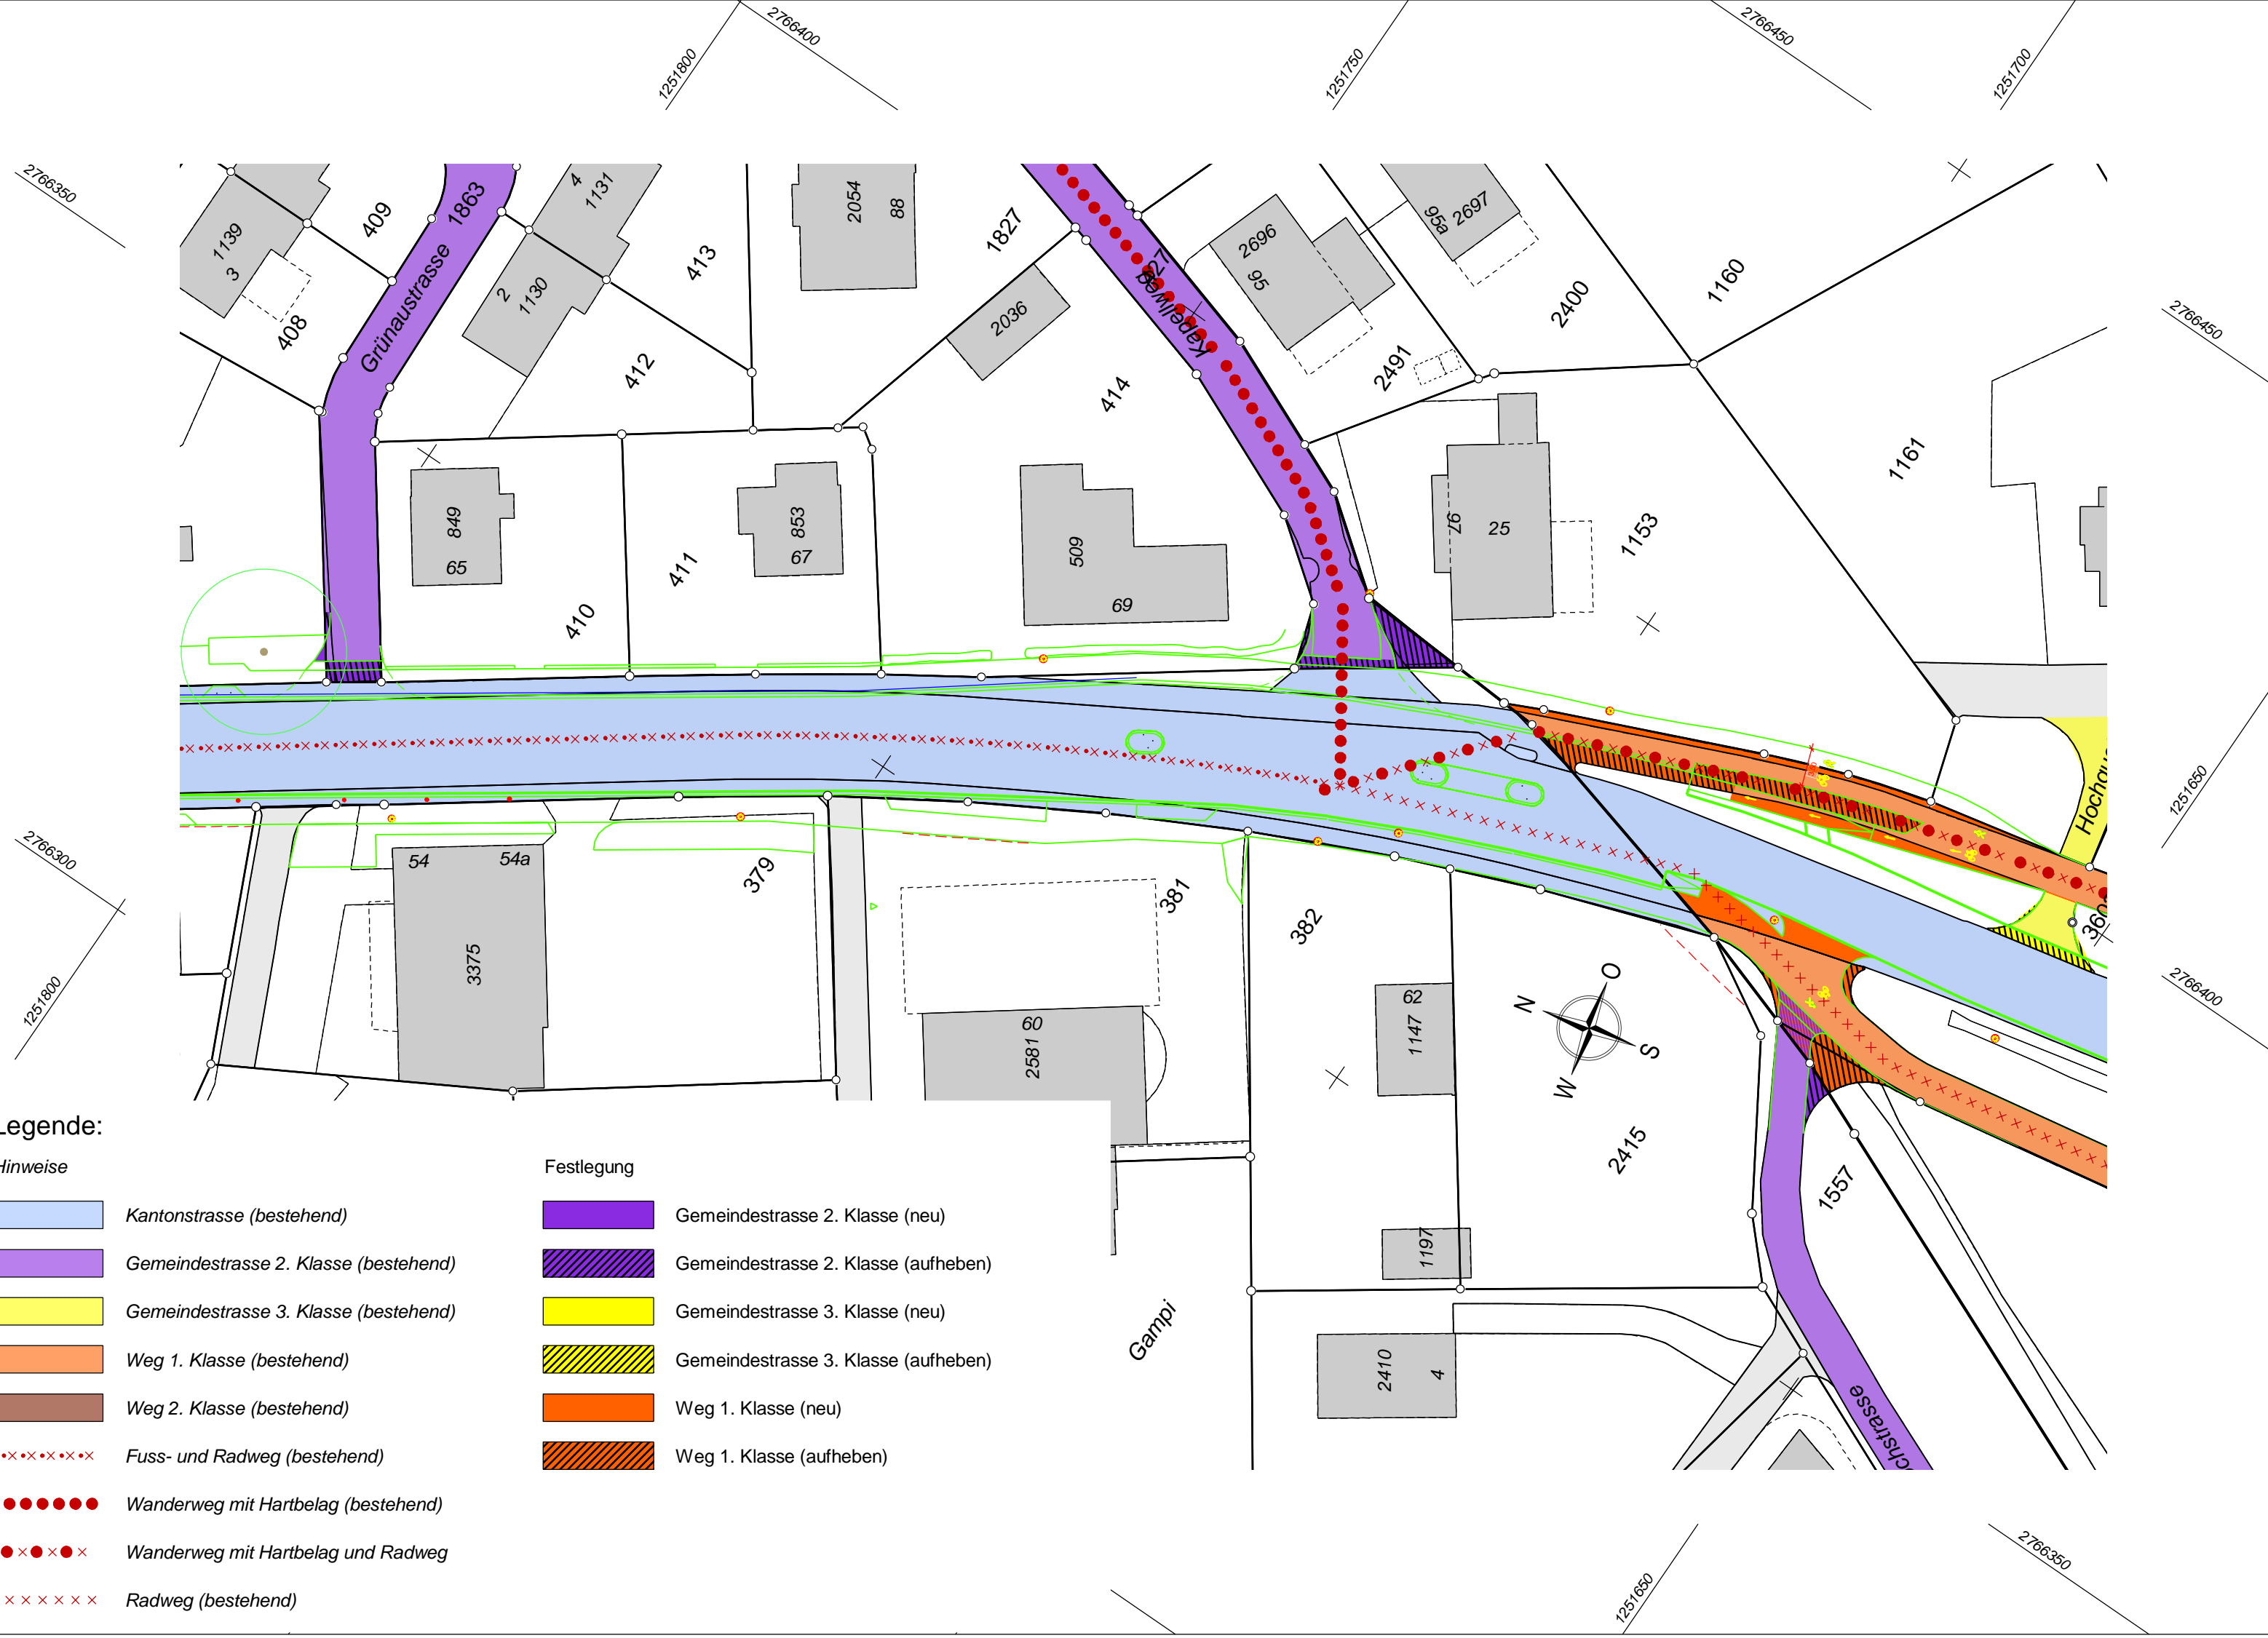 2766400
2766450
1251800
1251750
1251700
2766350
1863
409
4
1131
2054
88
1139
3
2
1130
413
1827
2696
95
95a
2697
1160
2400
Grünaustrasse
408
2036
Kapellweg
2491
412
414
2766450
1161
849
65
853
67
509
69
97
25
1153
411
410
1251650
Hochau
54
54a
379
381
382
2766300
360
3375
60
2581
62
1147
N
O
S
W
1251800
2766400
2415
1557
1197
Gampi
2410
4
chstrasse
Legende:
Hinweise
Festlegung
Kantonstrasse (bestehend)
Gemeindestrasse 2. Klasse (neu)
Gemeindestrasse 2. Klasse (bestehend)
Gemeindestrasse 2. Klasse (aufheben)
Gemeindestrasse 3. Klasse (bestehend)
Gemeindestrasse 3. Klasse (neu)
Weg 1. Klasse (bestehend)
Gemeindestrasse 3. Klasse (aufheben)
Weg 2. Klasse (bestehend)
Weg 1. Klasse (neu)
Fuss- und Radweg (bestehend)
Weg 1. Klasse (aufheben)
Wanderweg mit Hartbelag (bestehend)
Wanderweg mit Hartbelag und Radweg
Radweg (bestehend)
1251650
2766350